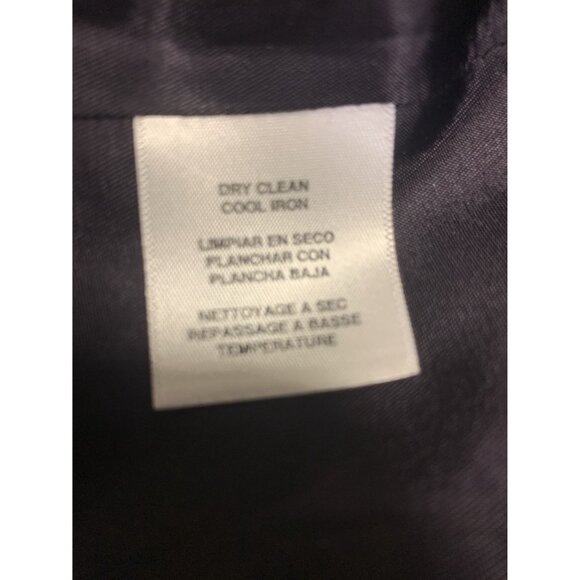 DRY CLEAN
COOL IRON
LIMPIAR EN SECO
PLANCHAR CON
PLANCHA BAJA
NETTOYAGE A SEC
REPASSAGE A BASSE
TEMPERATURE